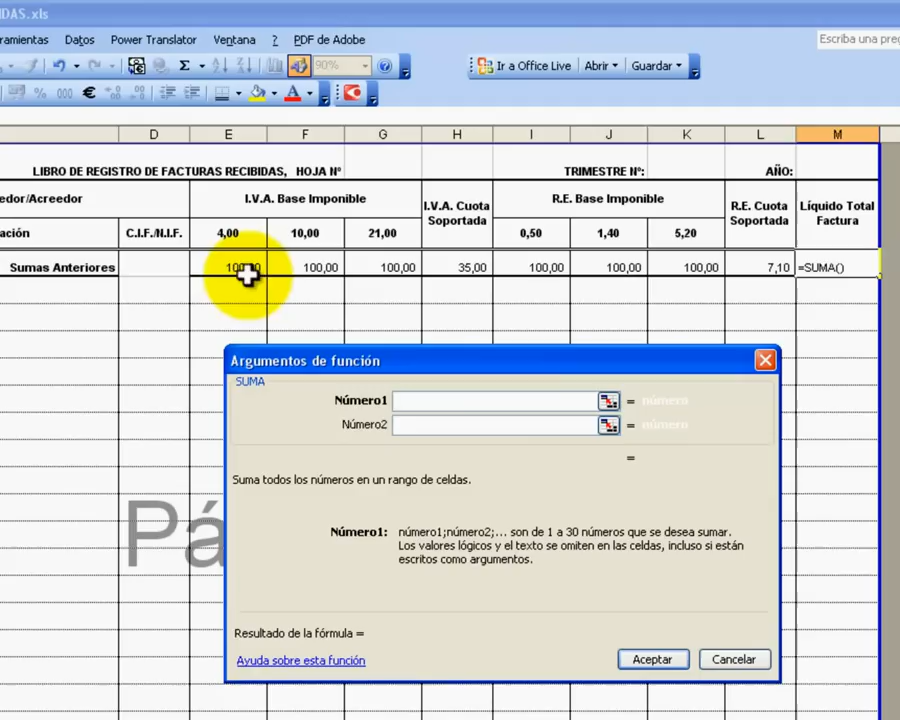 IDAS.xls
ramientas Datos Power Translator Ventana ? PDF de Adobe
Escriba una preg
Σ 90% Ir a Office Live Abrir Guardar
% 000 € A
D E F G H I J K L M
LIBRO DE REGISTRO DE FACTURAS RECIBIDAS, HOJA Nº TRIMESTRE Nº: AÑO:
edor/Acreedor I.V.A. Base Imponible I.V.A. Cuota Soportada R.E. Base Imponible R.E. Cuota Soportada Líquido Total Factura
ación C.I.F./N.I.F. 4,00 10,00 21,00 0,50 1,40 5,20
Sumas Anteriores 100,00 100,00 100,00 35,00 100,00 100,00 100,00 7,10 =SUMA()
Pá
Argumentos de función
SUMA
Número1 = número
Número2 = número
=
Suma todos los números en un rango de celdas.
Número1: número1;número2;... son de 1 a 30 números que se desea sumar.
Los valores lógicos y el texto se omiten en las celdas, incluso si están
escritos como argumentos.
Resultado de la fórmula =
Ayuda sobre esta función
Aceptar Cancelar